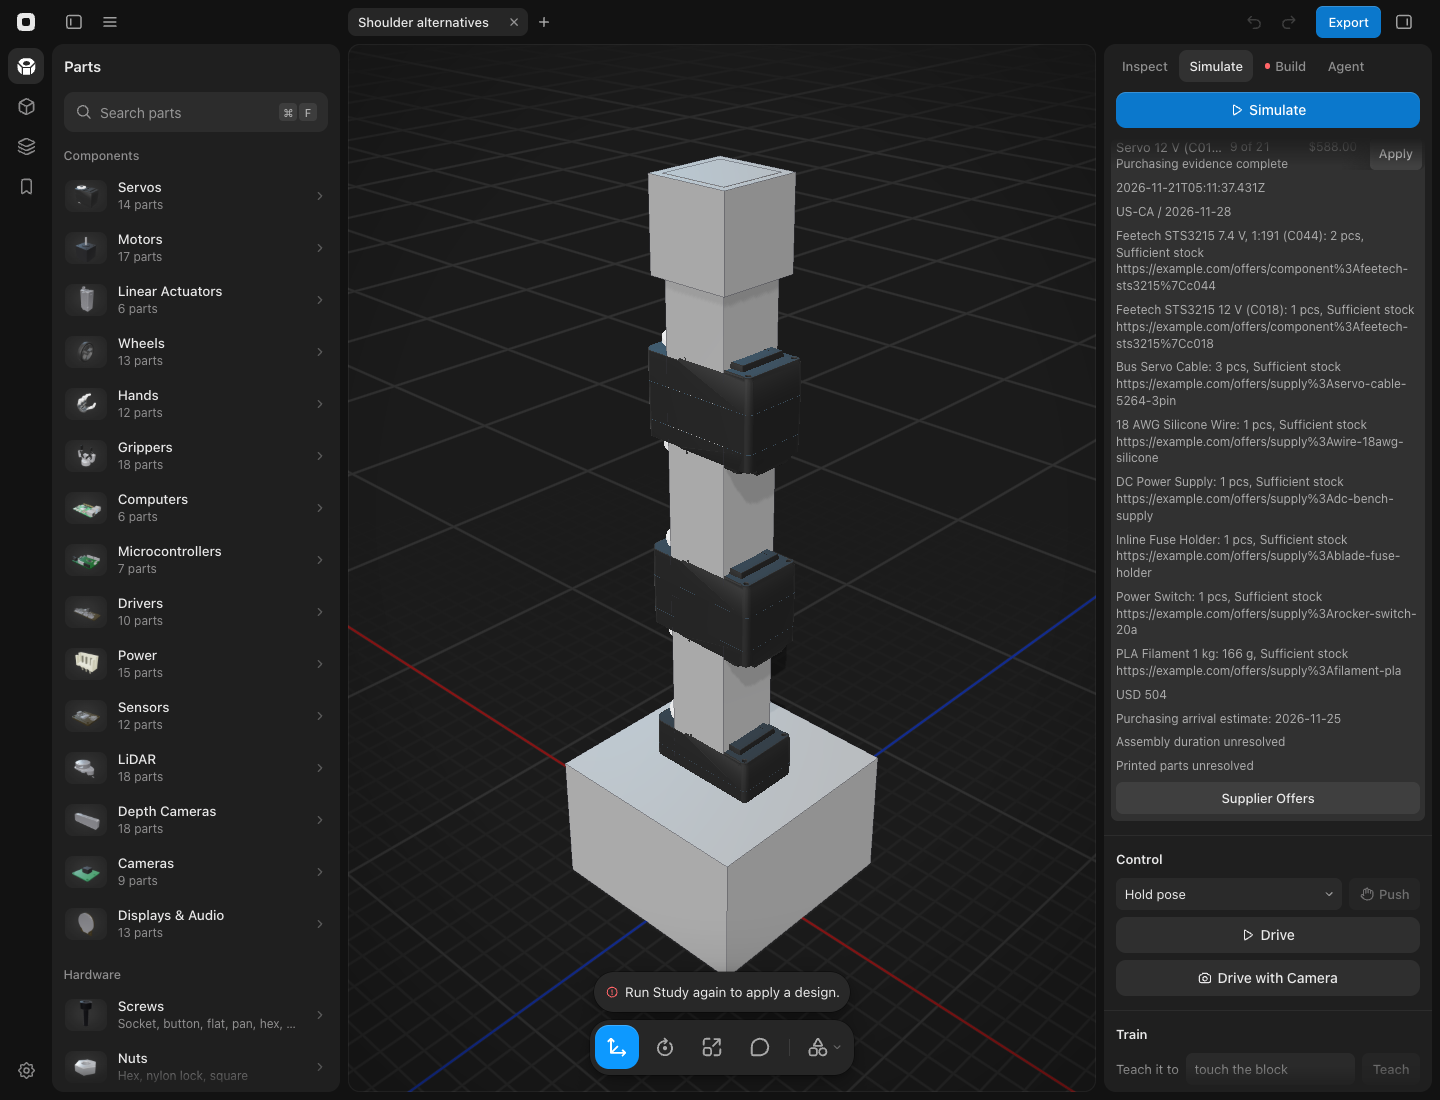 Shoulder alternatives
Export
Parts
Search parts
⌘ F
Components
Servos
14 parts
Motors
17 parts
Linear Actuators
6 parts
Wheels
13 parts
Hands
12 parts
Grippers
18 parts
Computers
6 parts
Microcontrollers
7 parts
Drivers
10 parts
Power
15 parts
Sensors
12 parts
LiDAR
18 parts
Depth Cameras
18 parts
Cameras
9 parts
Displays & Audio
13 parts
Hardware
Screws
Socket, button, flat, pan, hex, ...
Nuts
Hex, nylon lock, square
Run Study again to apply a design.
Inspect
Simulate
Build
Agent
Simulate
Servo 12 V (C01... 9 of 21 $588.00
Apply
Purchasing evidence complete
2026-11-21T05:11:37.431Z
US-CA / 2026-11-28
Feetech STS3215 7.4 V, 1:191 (C044): 2 pcs,
Sufficient stock
https://example.com/offers/component%3Afeetech-
sts3215%7Cc044
Feetech STS3215 12 V (C018): 1 pcs, Sufficient stock
https://example.com/offers/component%3Afeetech-
sts3215%7Cc018
Bus Servo Cable: 3 pcs, Sufficient stock
https://example.com/offers/supply%3Aservo-cable-
5264-3pin
18 AWG Silicone Wire: 1 pcs, Sufficient stock
https://example.com/offers/supply%3Awire-18awg-
silicone
DC Power Supply: 1 pcs, Sufficient stock
https://example.com/offers/supply%3Adc-bench-
supply
Inline Fuse Holder: 1 pcs, Sufficient stock
https://example.com/offers/supply%3Ablade-fuse-
holder
Power Switch: 1 pcs, Sufficient stock
https://example.com/offers/supply%3Arocker-switch-
20a
PLA Filament 1 kg: 166 g, Sufficient stock
https://example.com/offers/supply%3Afilament-pla
USD 504
Purchasing arrival estimate: 2026-11-25
Assembly duration unresolved
Printed parts unresolved
Supplier Offers
Control
Hold pose
Push
Drive
Drive with Camera
Train
Teach it to
touch the block
Teach